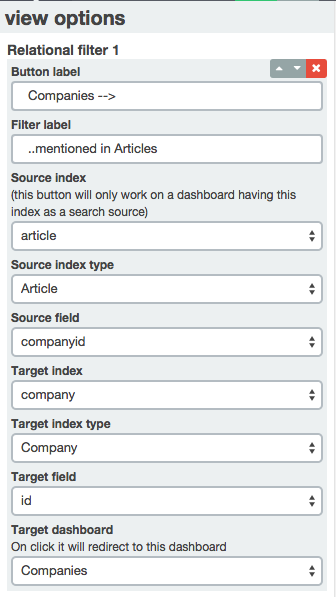 view options
Relational filter 1
Button label
Companies -->
Filter label
..mentioned in Articles
Source index
(this button will only work on a dashboard having this
index as a search source)
article
Source index type
Article
Source field
companyid
Target index
company
Target index type
Company
Target field
id
Target dashboard
On click it will redirect to this dashboard
Companies